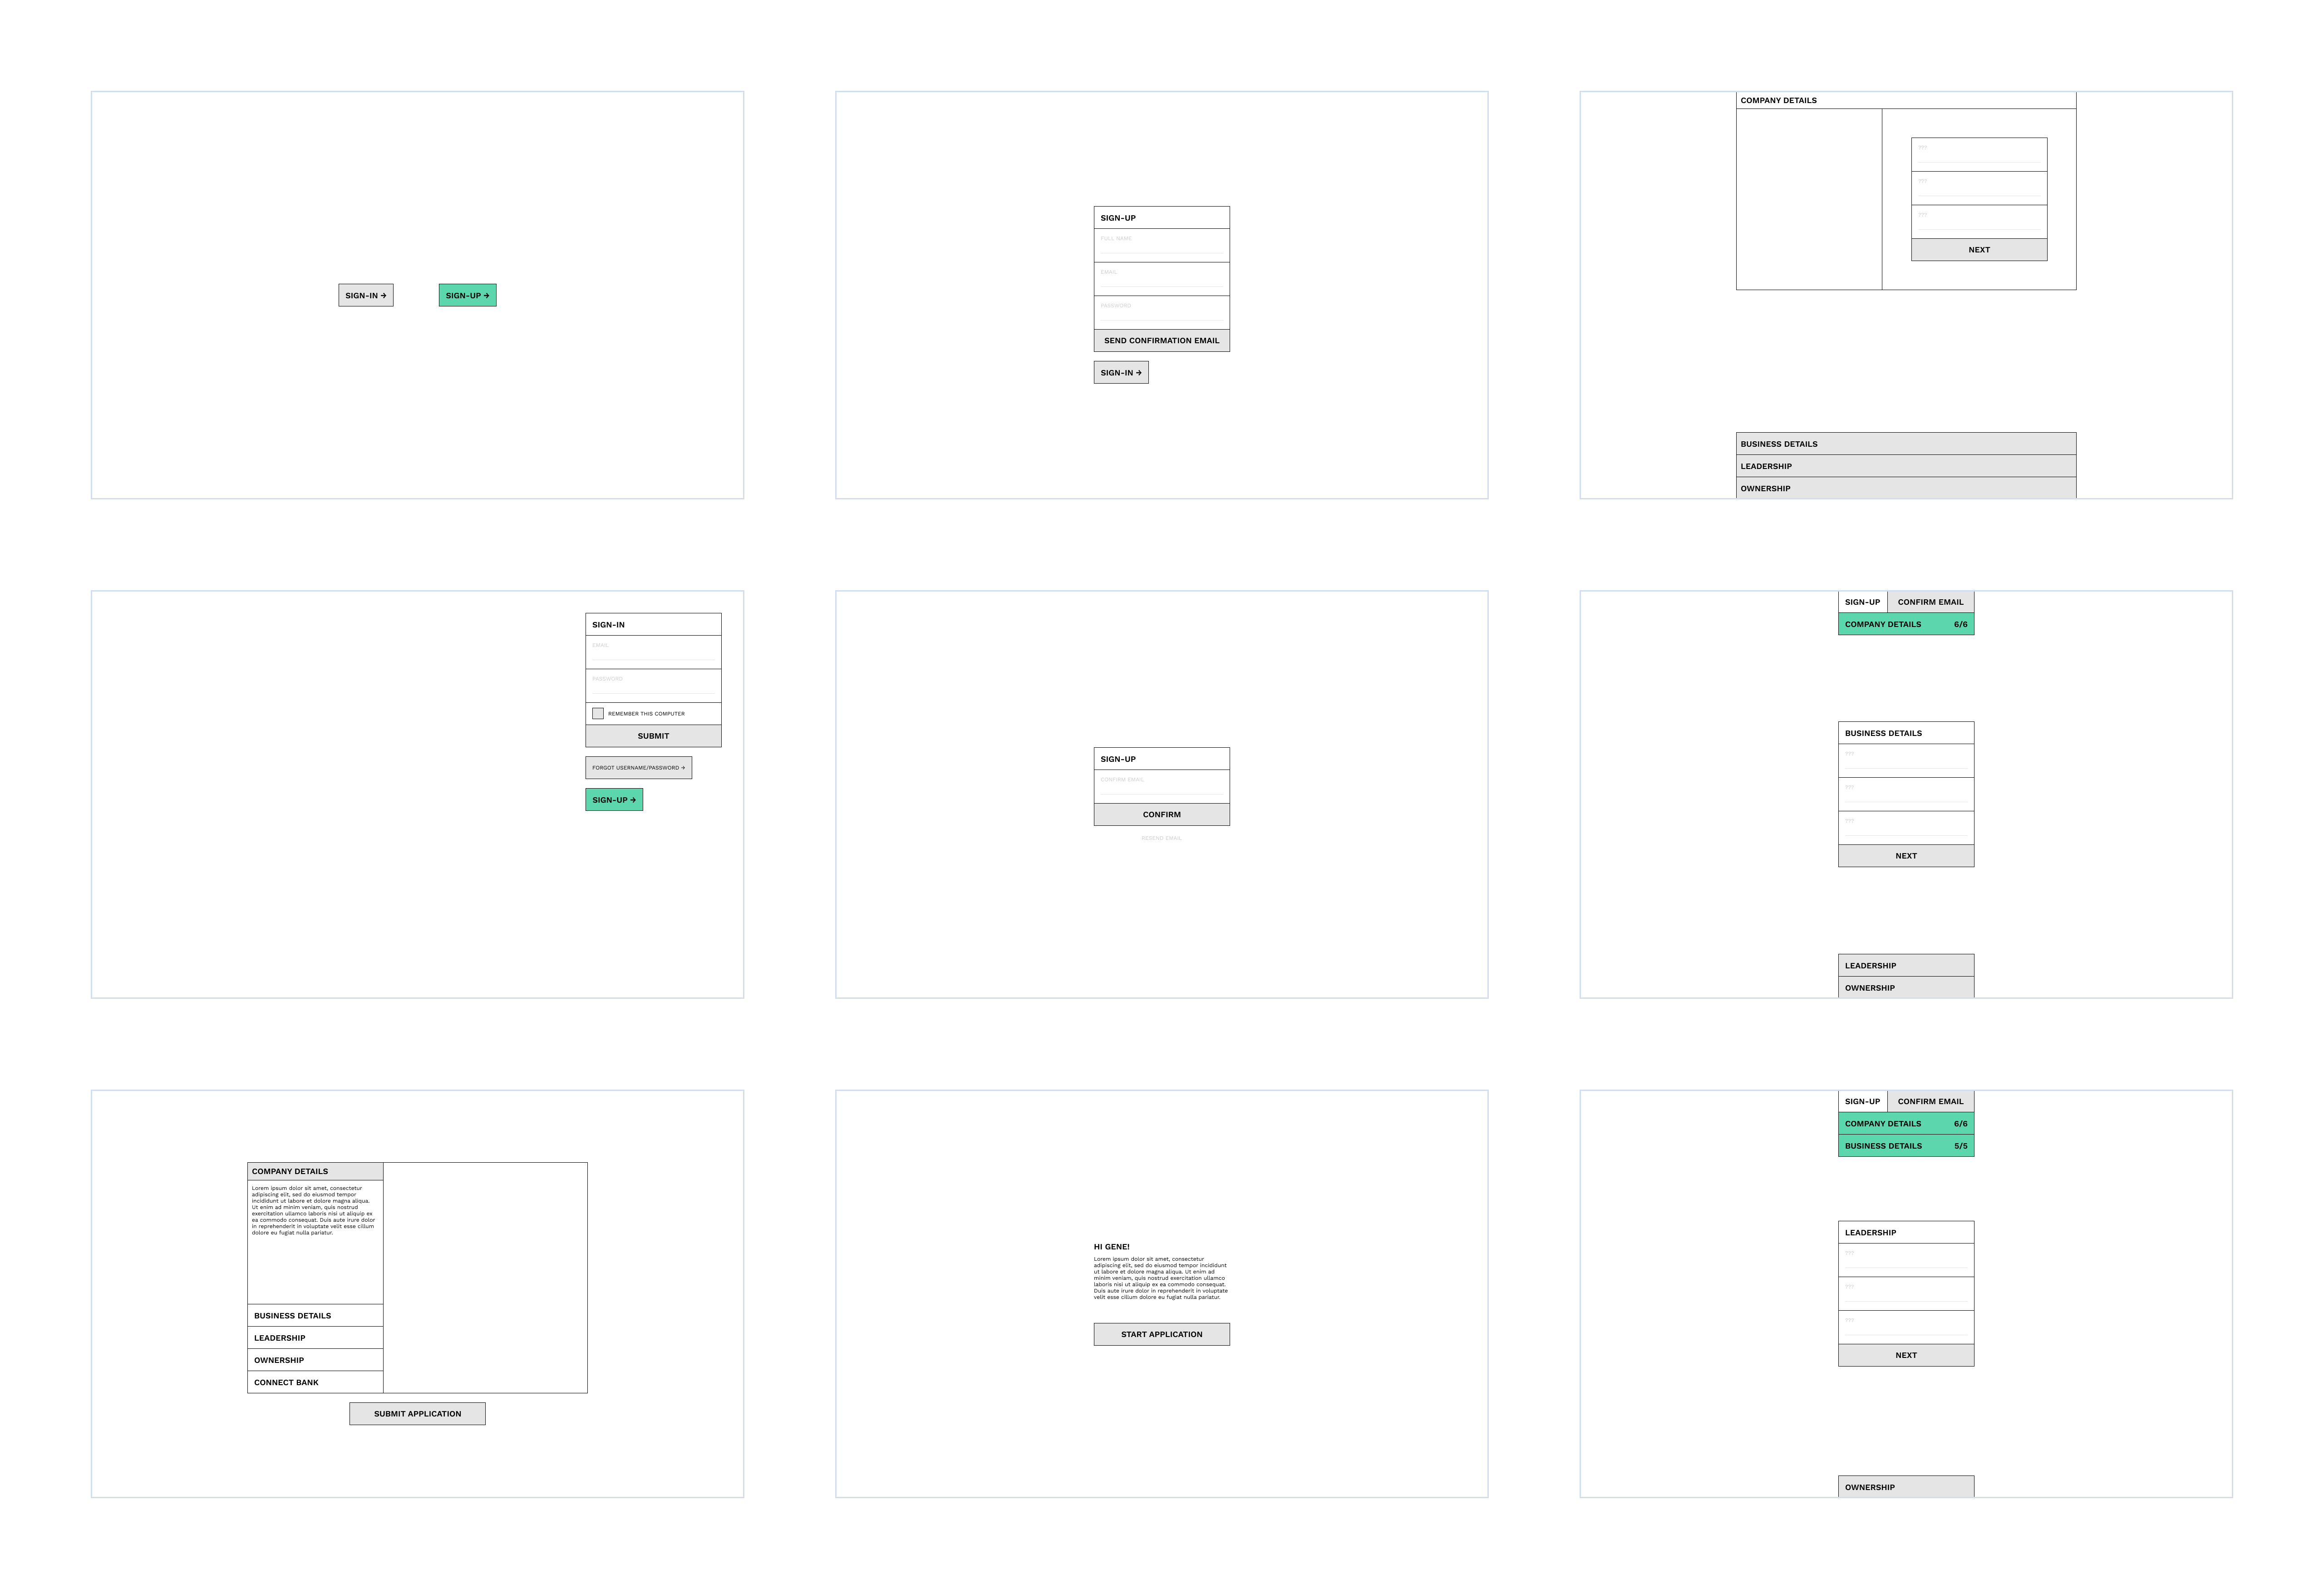 SIGN-IN →
SIGN-UP →
SIGN-UP
FULL NAME
EMAIL
PASSWORD
SEND CONFIRMATION EMAIL
SIGN-IN →
COMPANY DETAILS
???
???
???
NEXT
BUSINESS DETAILS
LEADERSHIP
OWNERSHIP
SIGN-IN
EMAIL
PASSWORD
REMEMBER THIS COMPUTER
SUBMIT
FORGOT USERNAME/PASSWORD →
SIGN-UP →
SIGN-UP
CONFIRM EMAIL
CONFIRM
RESEND EMAIL
SIGN-UP CONFIRM EMAIL
COMPANY DETAILS 6/6
BUSINESS DETAILS
???
???
???
NEXT
LEADERSHIP
OWNERSHIP
COMPANY DETAILS
Lorem ipsum dolor sit amet, consectetur
adipiscing elit, sed do eiusmod tempor
incididunt ut labore et dolore magna aliqua.
Ut enim ad minim veniam, quis nostrud
exercitation ullamco laboris nisi ut aliquip ex
ea commodo consequat. Duis aute irure dolor
in reprehenderit in voluptate velit esse cillum
dolore eu fugiat nulla pariatur.
BUSINESS DETAILS
LEADERSHIP
OWNERSHIP
CONNECT BANK
SUBMIT APPLICATION
HI GENE!
Lorem ipsum dolor sit amet, consectetur
adipiscing elit, sed do eiusmod tempor incididunt
ut labore et dolore magna aliqua. Ut enim ad
minim veniam, quis nostrud exercitation ullamco
laboris nisi ut aliquip ex ea commodo consequat.
Duis aute irure dolor in reprehenderit in voluptate
velit esse cillum dolore eu fugiat nulla pariatur.
START APPLICATION
SIGN-UP CONFIRM EMAIL
COMPANY DETAILS 6/6
BUSINESS DETAILS 5/5
LEADERSHIP
???
???
???
NEXT
OWNERSHIP